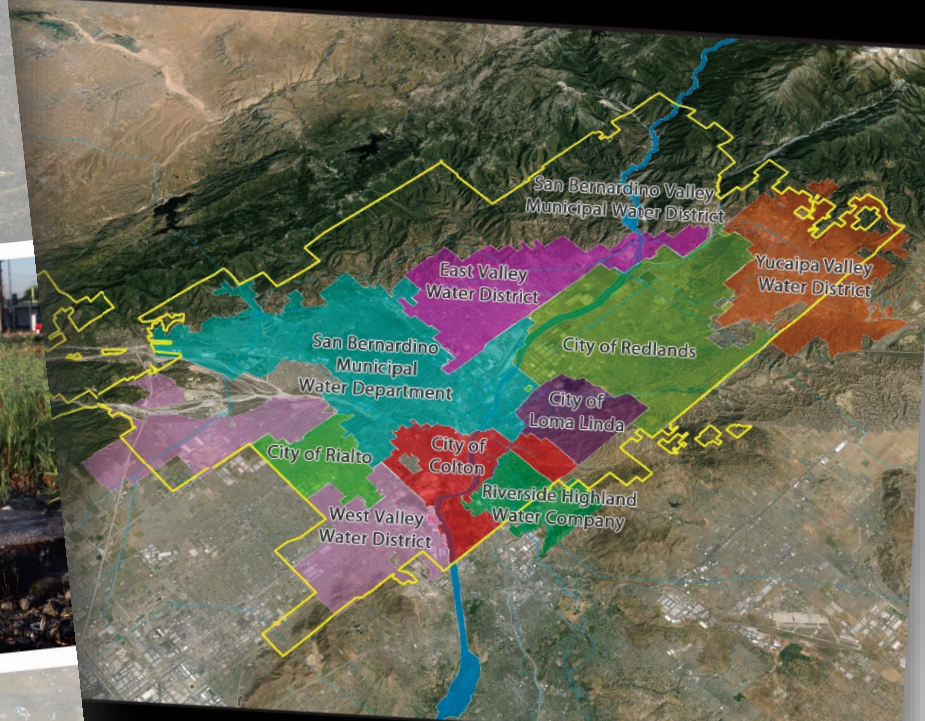 San Bernardino Valley
Municipal Water District
East Valley
Water District
Yucaipa Valley
Water District
San Bernardino
Municipal
Water Department
City of Redlands
City of
Loma Linda
City of Rialto
City of
Colton
Riverside Highland
Water Company
West Valley
Water District